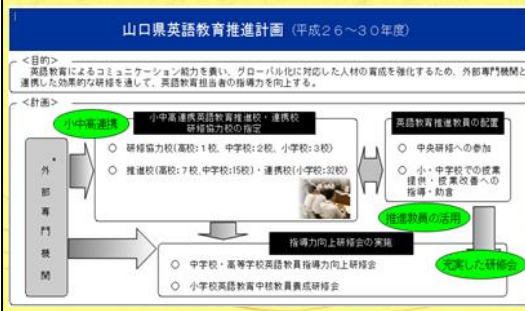 山口県英語教育推進計画（平成２６～３０年度）
＜目的＞
英語教育によるコミュニケーション能力を養い、グローバル化に対応した人材の育成を強化するため、外部専門機関と
連携した効果的な研修を通して、英語教育担当者の指導力を向上する。
＜計画＞
小中高連携
小中高連携英語教育推進校・連携校
研修協力校の指定
○ 研修協力校(高校:１校、中学校:２校、小学校:３校)
○ 推進校(高校:７校、中学校:15校)・連携校(小学校:32校)
英語教育推進教員の配置
○ 中央研修への参加
○ 小・中学校での授業
提供・授業改善への
指導・助言
外部専門機関
推進教員の活用
指導力向上研修会の実施
○ 中学校・高等学校英語教員指導力向上研修会
○ 小学校英語教育中核教員養成研修会
充実した研修会